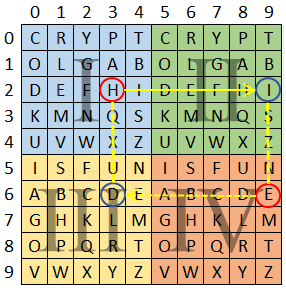 0 1 2 3 4 5 6 7 8 9
0 C R Y P T C R Y P T
1 O L G A B O L G A B
2 D E F H I D E F H I
3 K M N Q S K M N Q S
4 U V W X Z U V W X Z
5 I S F U N I S F U N
6 A B C D E A B C D E
7 G H K L M G H K L M
8 O P Q R T O P Q R T
9 V W X Y Z V W X Y Z
I II
III IV